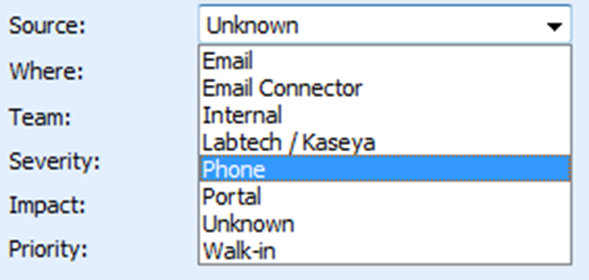 Source: Unknown
Where: Email
Email Connector
Team: Internal
Labtech / Kaseya
Severity: Phone
Impact: Portal
Unknown
Priority: Walk-in